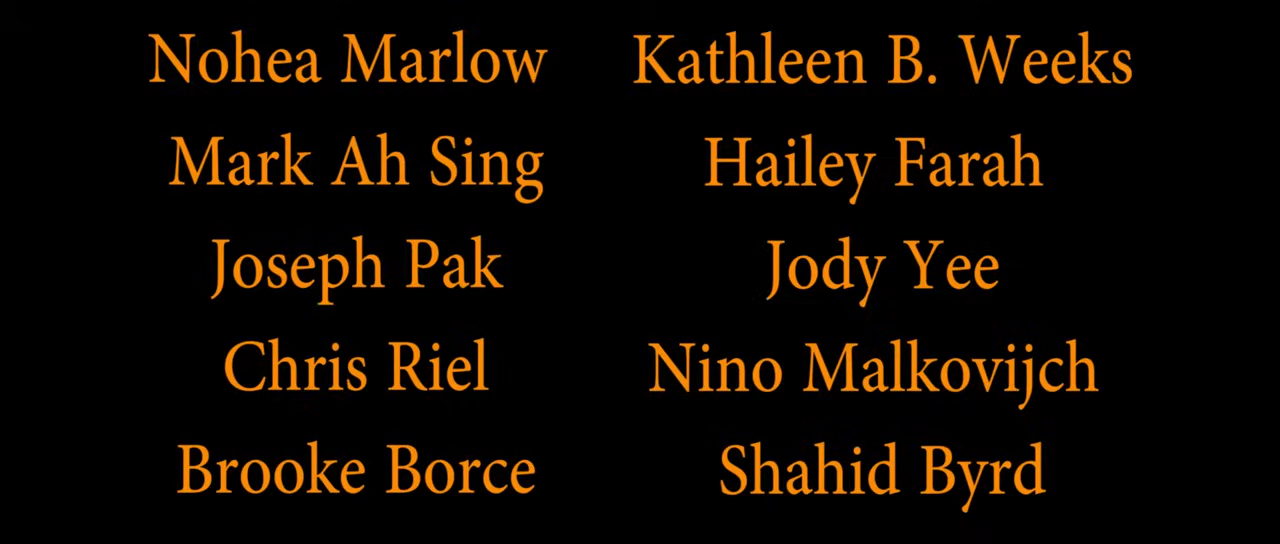 Nohea Marlow
Kathleen B. Weeks
Mark Ah Sing
Hailey Farah
Joseph Pak
Jody Yee
Chris Riel
Nino Malkovijch
Brooke Borce
Shahid Byrd